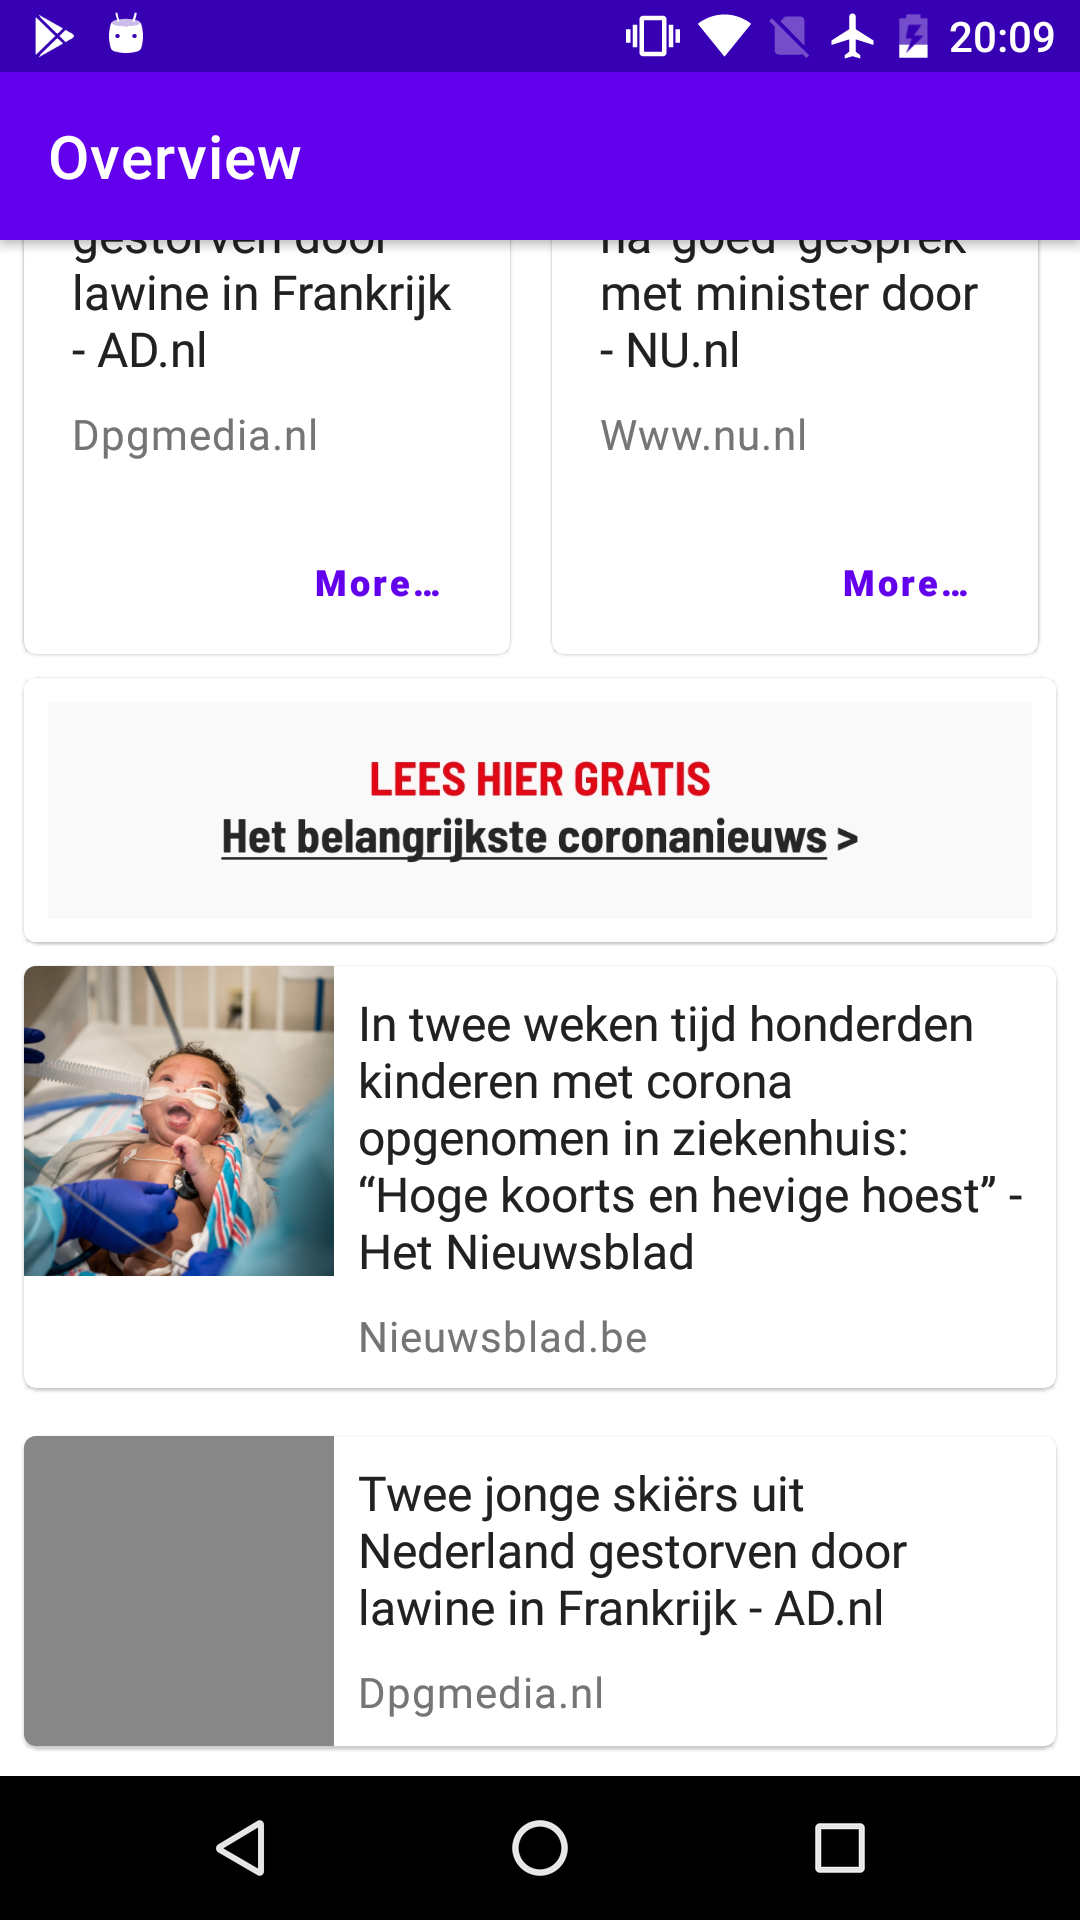 20:09
Overview
gestorven door
lawine in Frankrijk
- AD.nl
Dpgmedia.nl
More...
na 'goed' gesprek
met minister door
- NU.nl
Www.nu.nl
More...
LEES HIER GRATIS
Het belangrijkste coronanieuws >
In twee weken tijd honderden
kinderen met corona
opgenomen in ziekenhuis:
“Hoge koorts en hevige hoest” -
Het Nieuwsblad
Nieuwsblad.be
Twee jonge skiërs uit
Nederland gestorven door
lawine in Frankrijk - AD.nl
Dpgmedia.nl